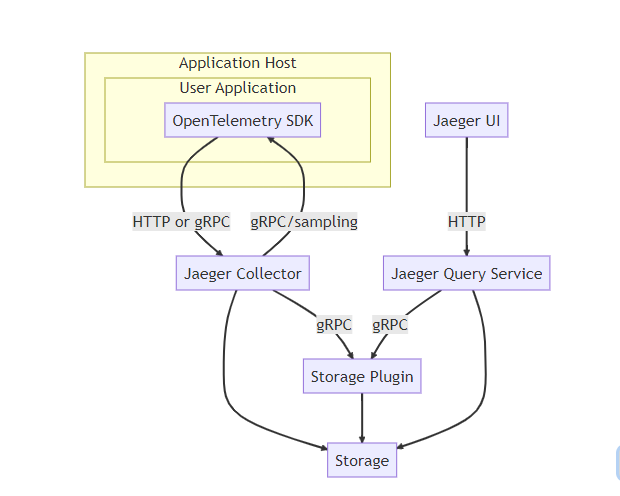 Application Host
User Application
OpenTelemetry SDK
Jaeger UI
HTTP or gRPC
gRPC/sampling
HTTP
Jaeger Collector
Jaeger Query Service
gRPC
gRPC
Storage Plugin
Storage